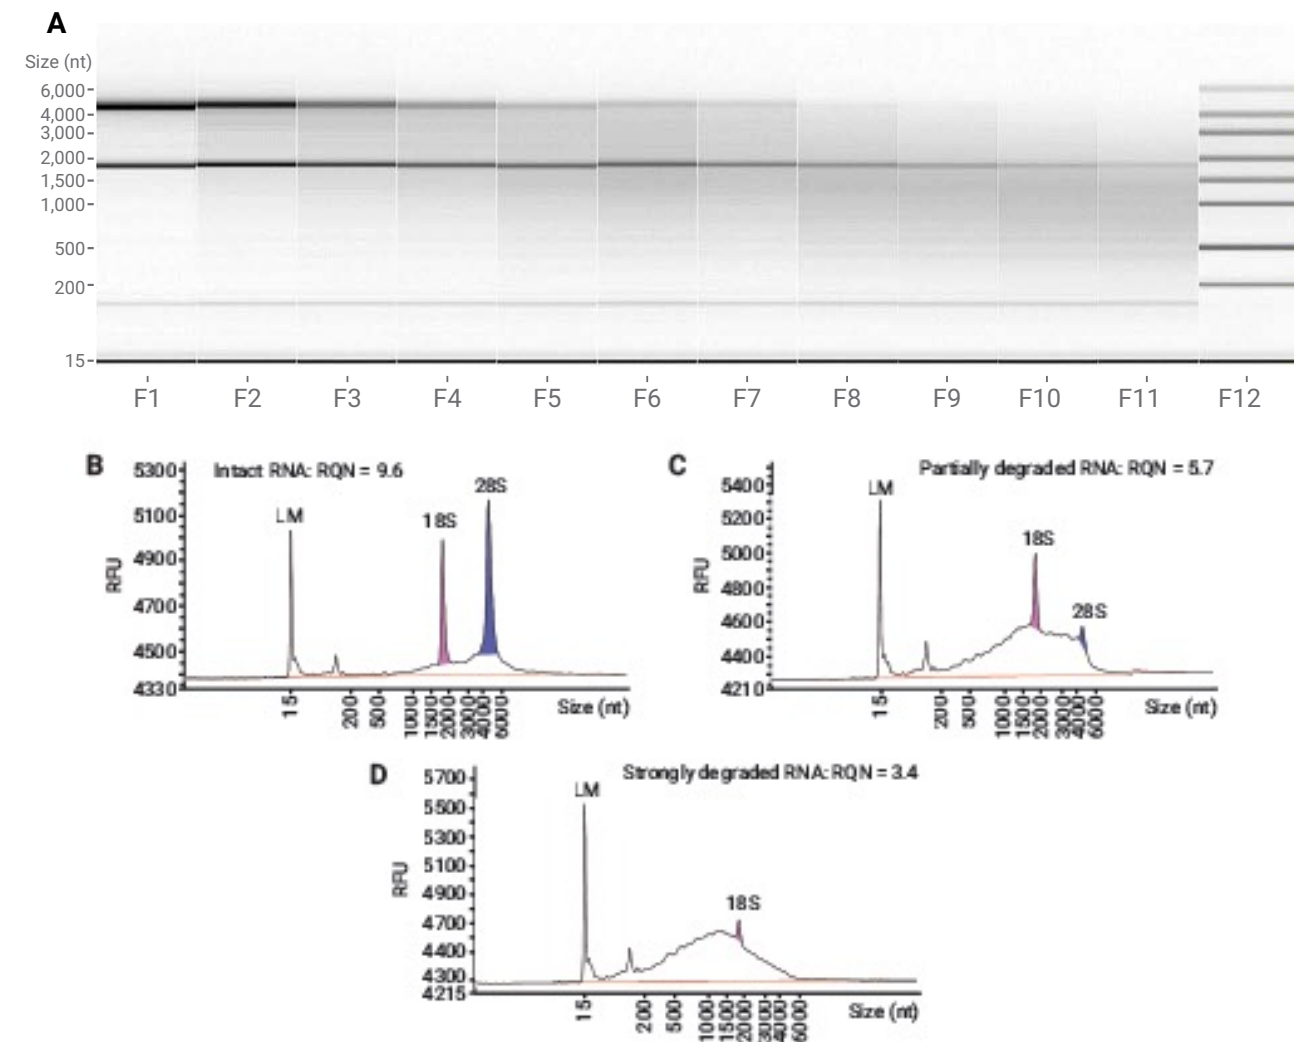 A
Size (nt)
6,000
4,000
3,000
2,000
1,500
1,000
500
200
15
F1 F2 F3 F4 F5 F6 F7 F8 F9 F10 F11 F12
B
Intact RNA: RQN = 9.6
5300
5100
4900
4700
4500
4330
RFU
LM
18S
28S
15 200 500 1000 1500 2000 3000 4000 6000
Size (nt)
C
Partially degraded RNA: RQN = 5.7
5400
5200
5000
4800
4600
4400
4210
RFU
LM
18S
28S
15 200 500 1000 1500 2000 3000 4000 6000
Size (nt)
D
Strongly degraded RNA: RQN = 3.4
5700
5500
5300
5100
4900
4700
4400
4300
4215
RFU
LM
18S
15 200 500 1000 1500 2000 3000 4000 6000
Size (nt)